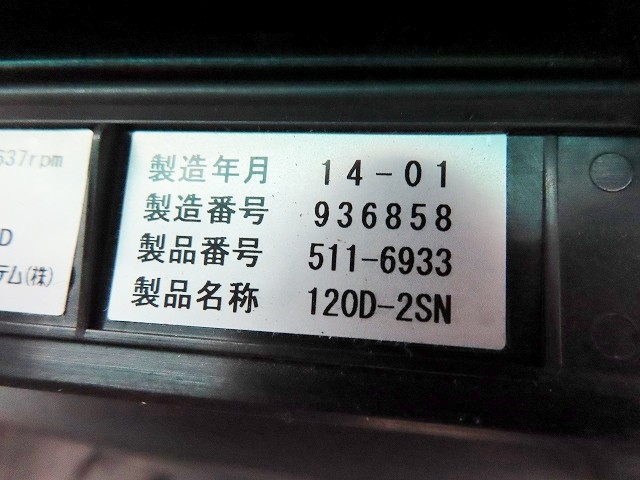 637rpm
D
テム(株)
製造年月 14-01
製造番号 936858
製品番号 511-6933
製品名称 120D-2SN